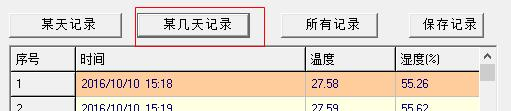 某天记录 某几天记录 所有记录 保存记录
序号 时间 温度 湿度(%)
1 2016/10/10 15:18 27.58 55.26
2 2016/10/10 15:19 27.59 55.62